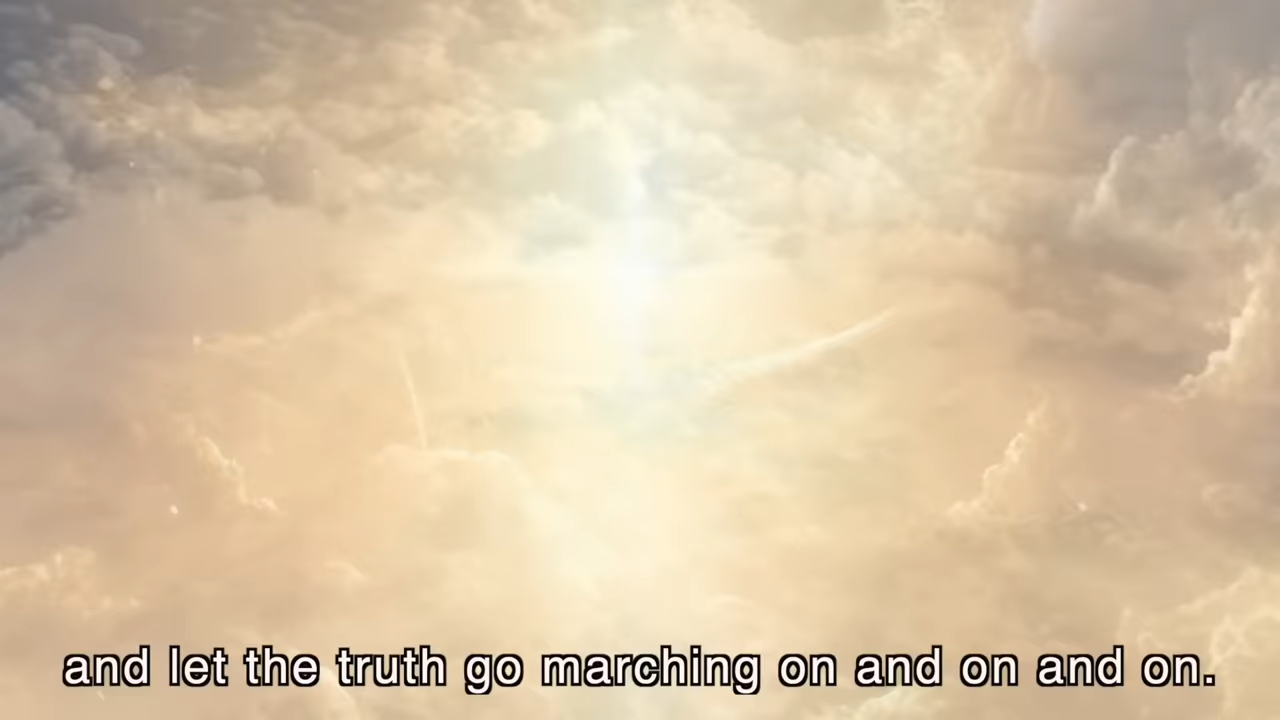 and let the truth go marching on and on and on.